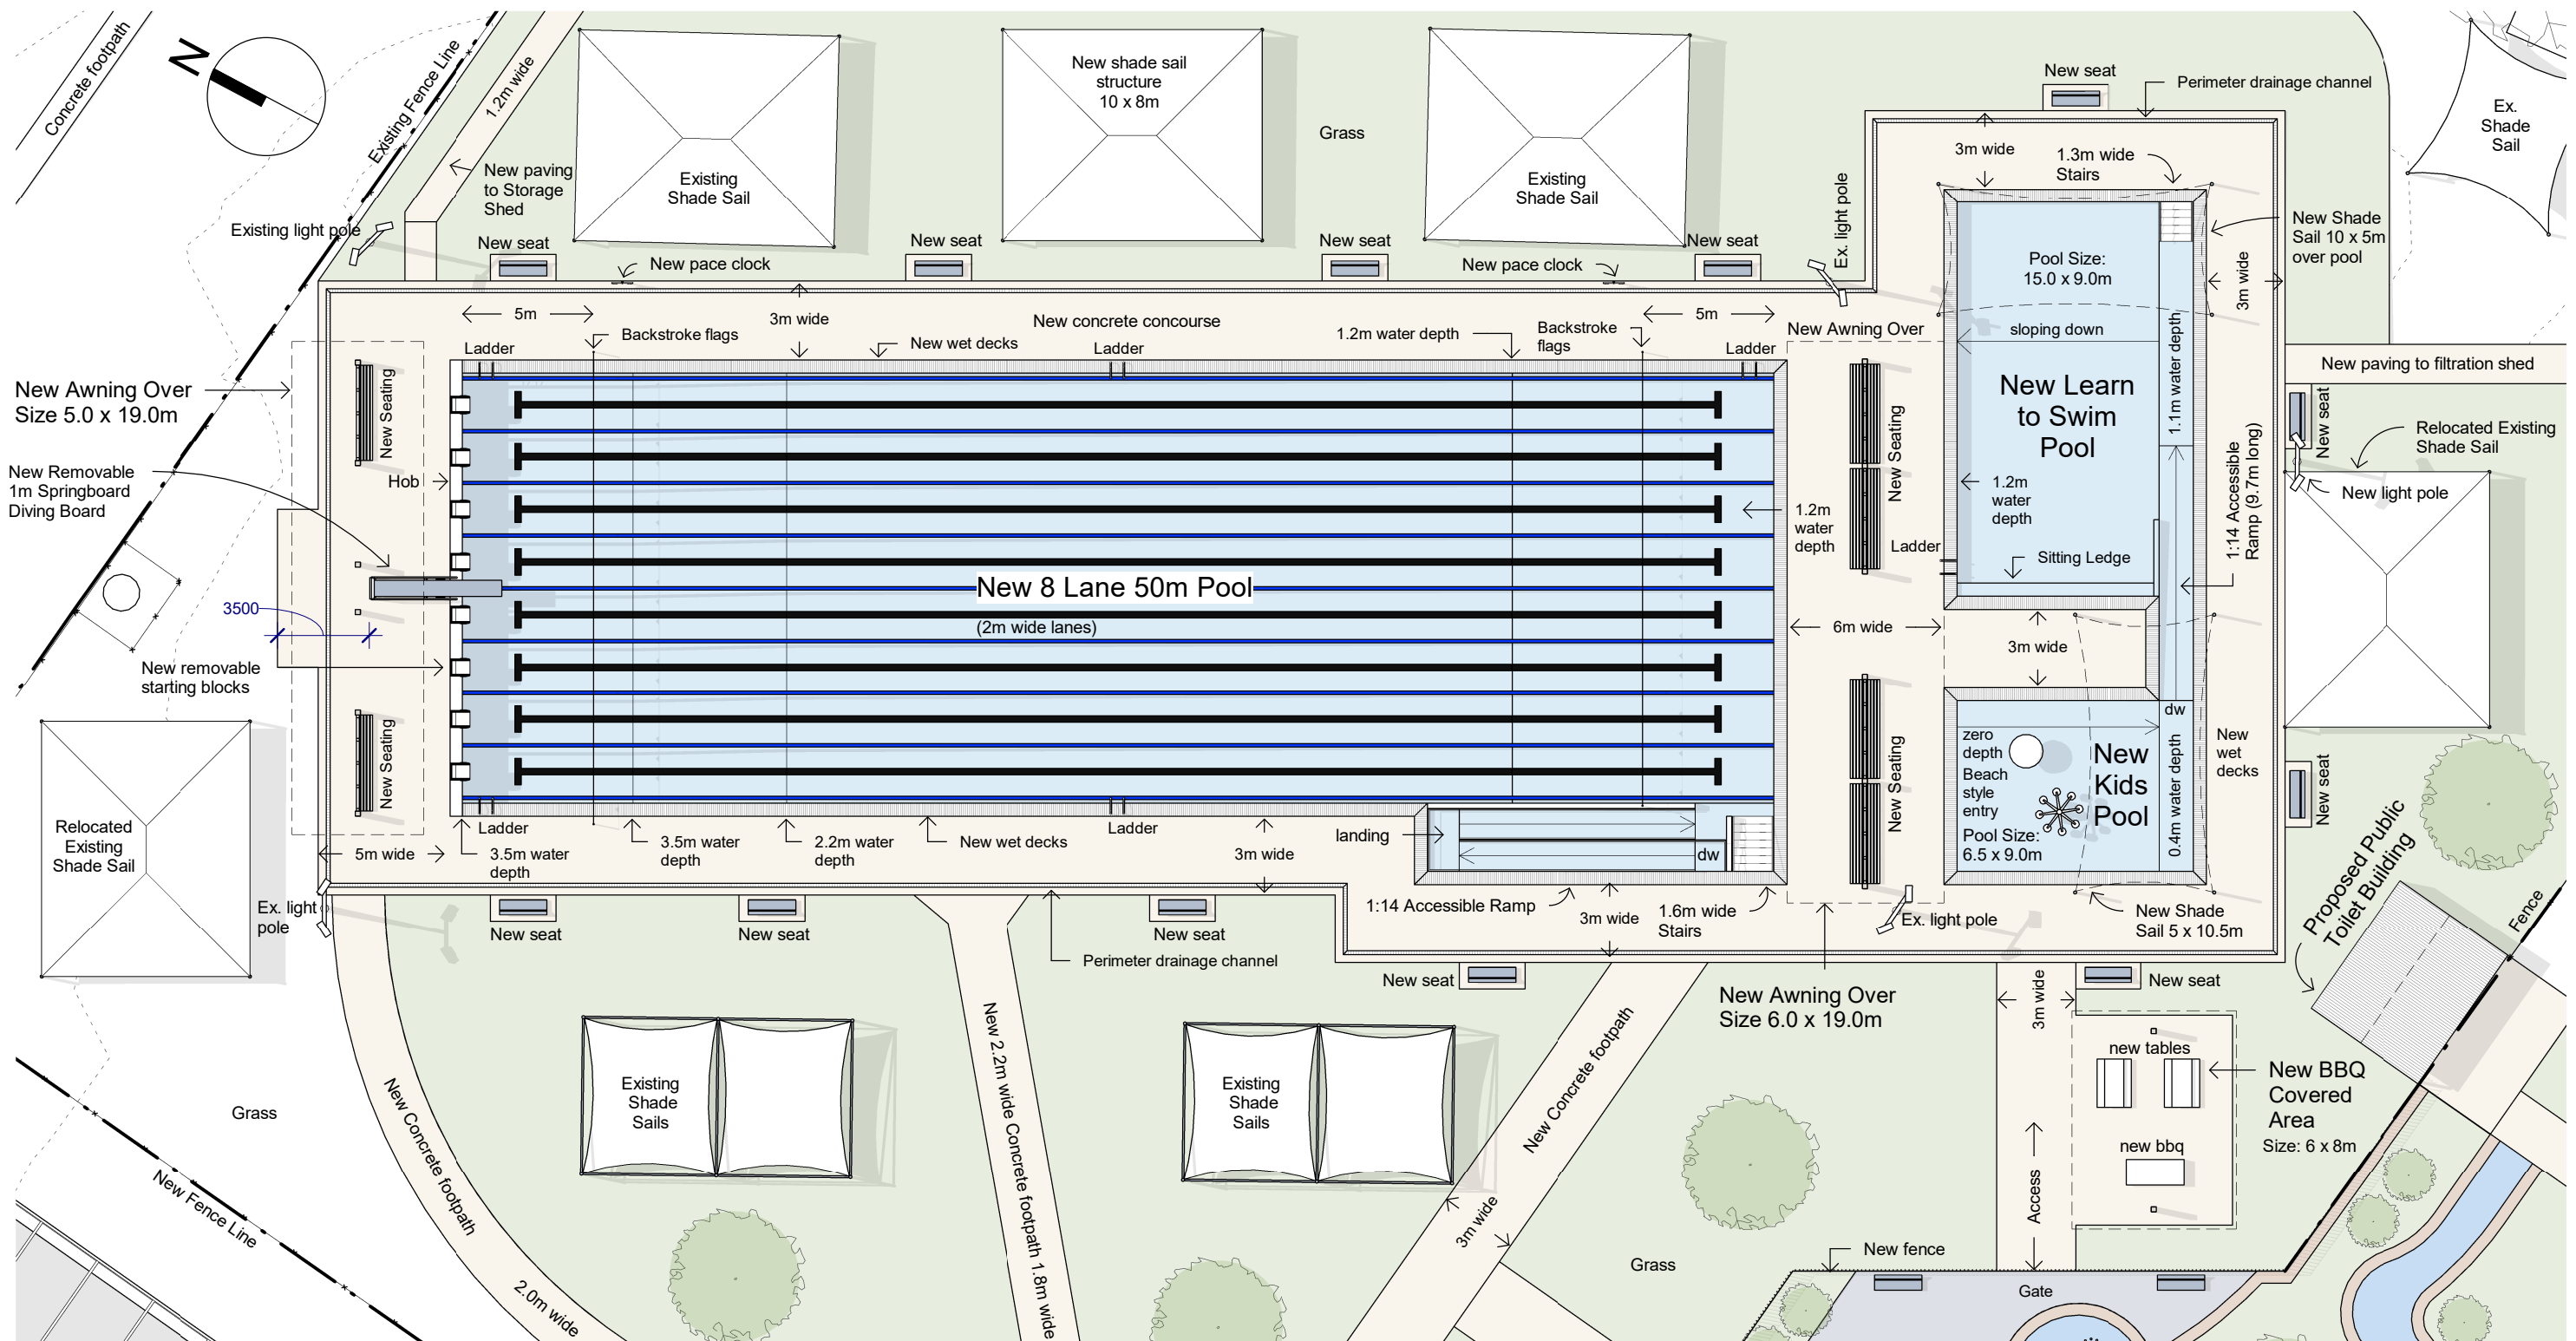 Concrete footpath
N
Existing Fence Line
1.2m wide
New paving
to Storage
Shed
Existing light pole
Existing
Shade Sail
New shade sail
structure
10 x 8m
Grass
Existing
Shade Sail
New seat
New seat
New seat
New seat
New pace clock
New pace clock
Ex. light pole
New seat
Perimeter drainage channel
Ex.
Shade
Sail
3m wide
1.3m wide
Stairs
New Shade
Sail 10 x 5m
over pool
3m wide
Pool Size:
15.0 x 9.0m
sloping down
1.1m water depth
New Learn
to Swim
Pool
1.2m
water
depth
Sitting Ledge
Ladder
1:14 Accessible
Ramp (9.7m long)
New paving to filtration shed
New seat
Relocated Existing
Shade Sail
New light pole
5m
3m wide
New concrete concourse
5m
Backstroke flags
New wet decks
1.2m water depth
Backstroke
flags
New Awning Over
Ladder
Ladder
Ladder
New Awning Over
Size 5.0 x 19.0m
New Seating
Hob
New Removable
1m Springboard
Diving Board
3500
New removable
starting blocks
New Seating
New 8 Lane 50m Pool
(2m wide lanes)
1.2m
water
depth
New Seating
6m wide
New Seating
3m wide
dw
zero
depth
Beach
style
entry
New
Kids
Pool
Pool Size:
6.5 x 9.0m
0.4m water depth
New
wet
decks
New seat
Relocated
Existing
Shade Sail
5m wide
Ladder
3.5m water
depth
3.5m water
depth
2.2m water
depth
New wet decks
Ladder
3m wide
landing
dw
1:14 Accessible Ramp
3m wide
1.6m wide
Stairs
Ex. light pole
New Shade
Sail 5 x 10.5m
Proposed Public
Toilet Building
Fence
Ex. light
pole
New seat
New seat
New seat
Perimeter drainage channel
New seat
New Awning Over
Size 6.0 x 19.0m
3m wide
New seat
Grass
New Fence Line
New Concrete footpath
2.0m wide
Existing
Shade
Sails
New 2.2m wide Concrete footpath 1.8m wide
Existing
Shade
Sails
New Concrete footpath
3m wide
Grass
new tables
new bbq
New BBQ
Covered
Area
Size: 6 x 8m
Access
New fence
Gate